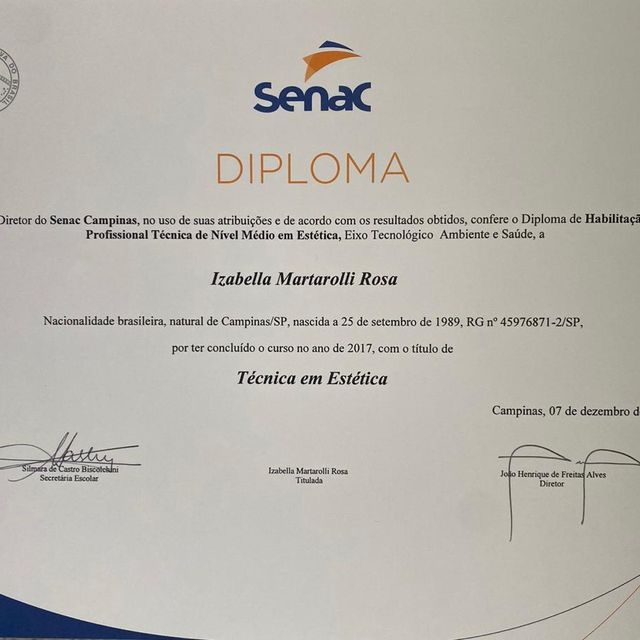 VA DO BRASIL
Senac
DIPLOMA
Diretor do Senac Campinas, no uso de suas atribuições e de acordo com os resultados obtidos, confere o Diploma de Habilitaçã
Profissional Técnica de Nível Médio em Estética, Eixo Tecnológico Ambiente e Saúde, a
Izabella Martarolli Rosa
Nacionalidade brasileira, natural de Campinas/SP, nascida a 25 de setembro de 1989, RG nº 45976871-2/SP,
por ter concluído o curso no ano de 2017, com o título de
Técnica em Estética
Campinas, 07 de dezembro d
Silmara de Castro Biscolchini
Secretária Escolar
Izabella Martarolli Rosa
Titulada
João Henrique de Freitas Alves
Diretor